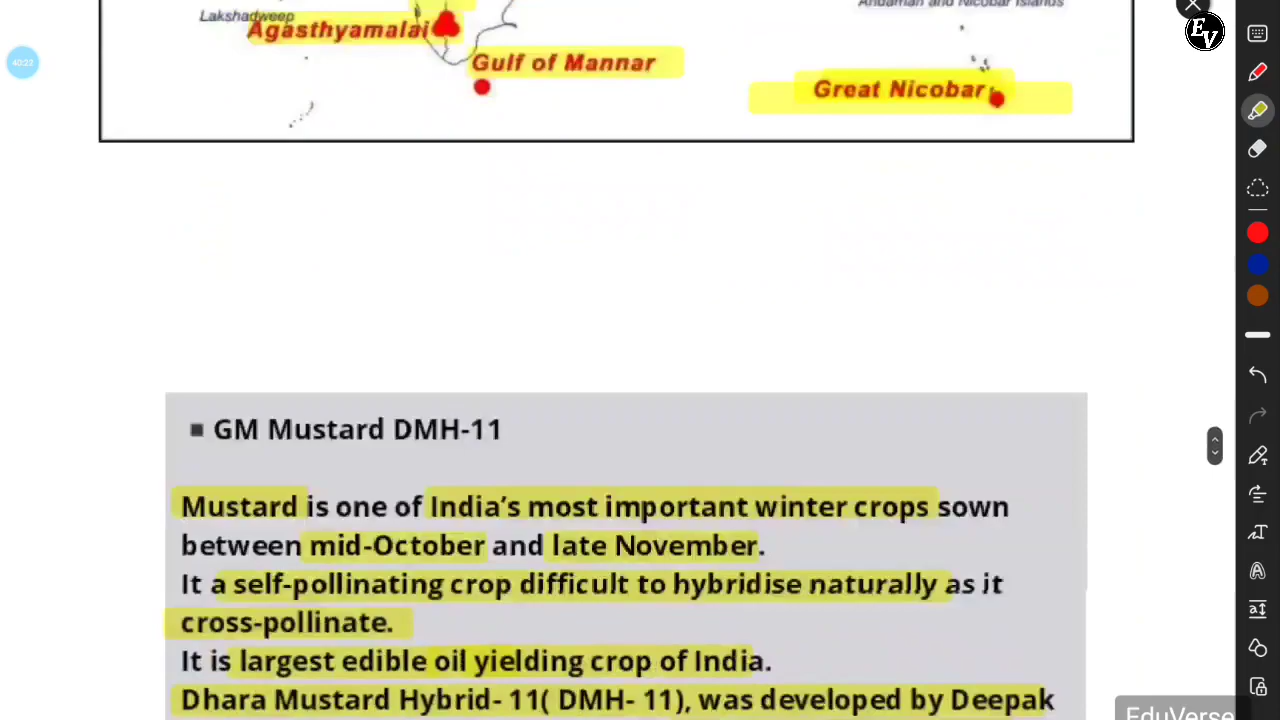 Andaman and Nicobar Islands
Lakshadweep
Agasthyamalai
EV
40:22
Gulf of Mannar
Great Nicobar
■ GM Mustard DMH-11
Mustard is one of India's most important winter crops sown
between mid-October and late November.
It a self-pollinating crop difficult to hybridise naturally as it
cross-pollinate.
It is largest edible oil yielding crop of India.
Dhara Mustard Hybrid- 11( DMH- 11), was developed by Deepak
EduVerse